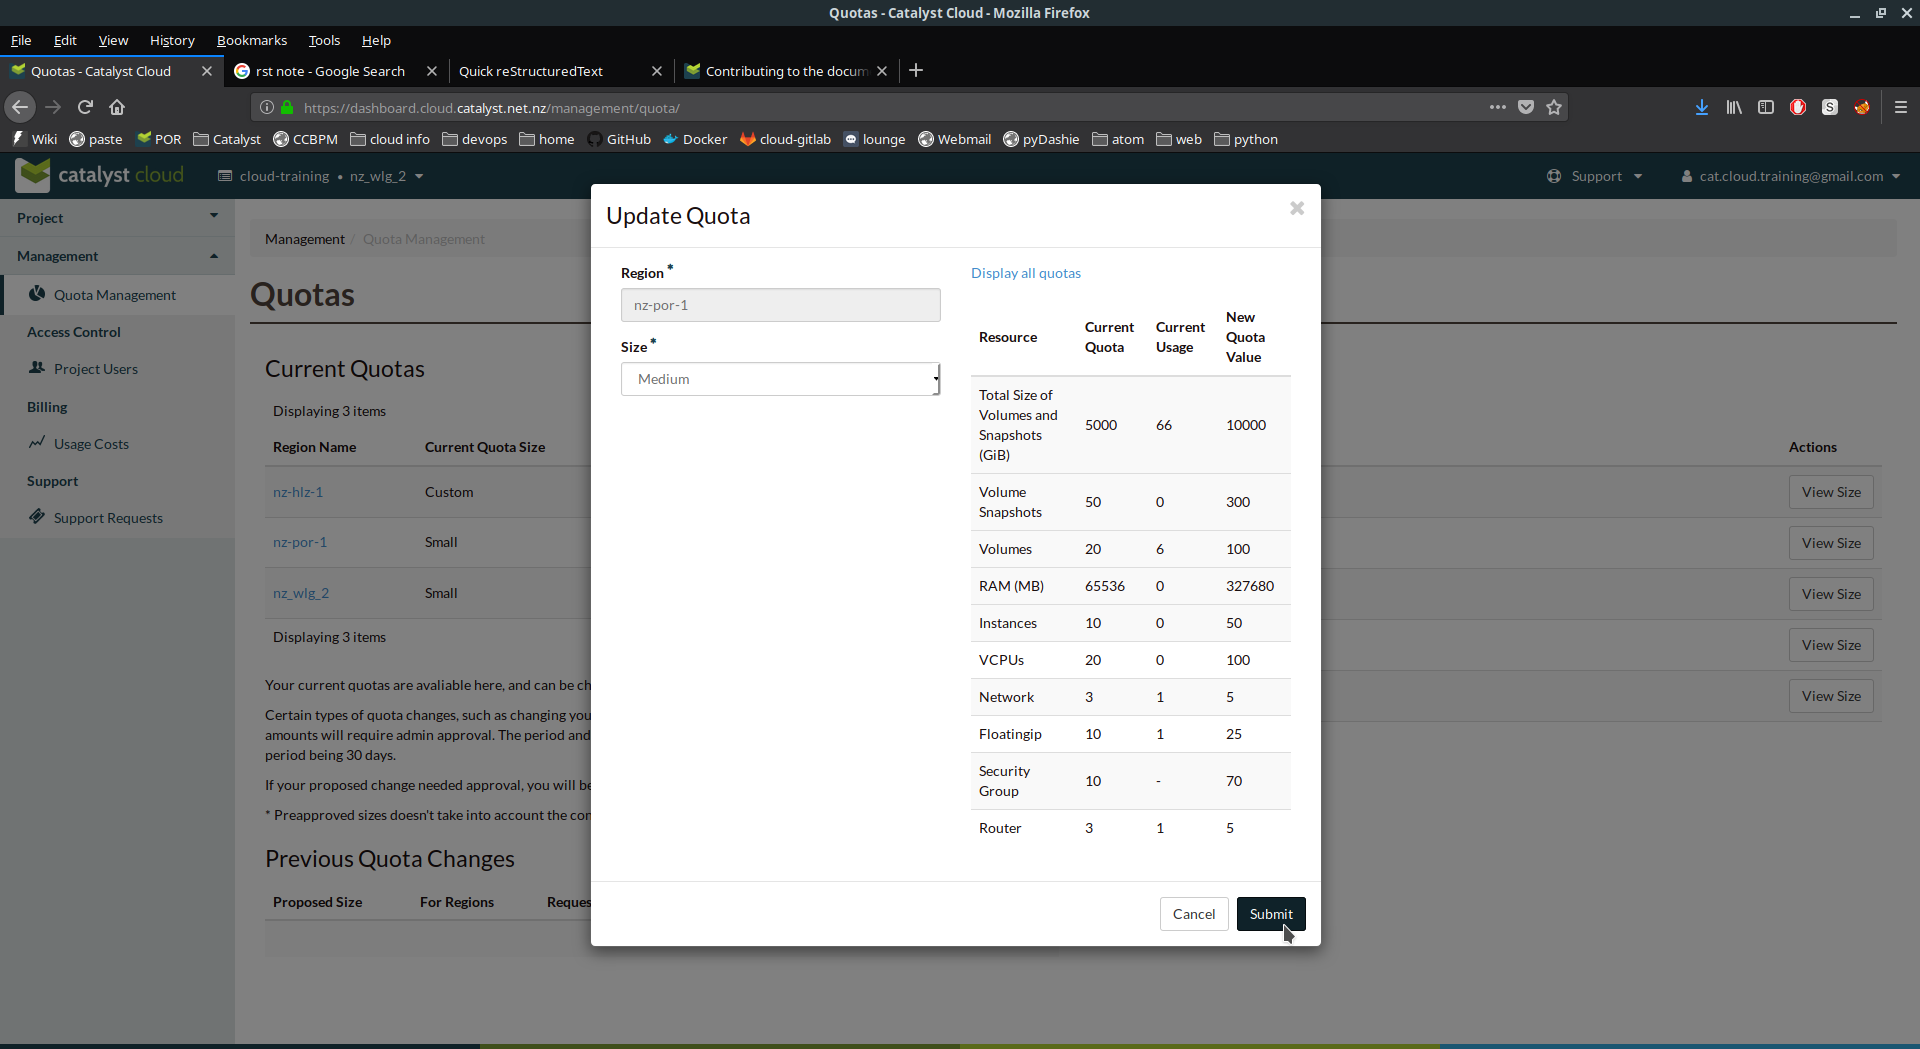 Quotas - Catalyst Cloud - Mozilla Firefox
File Edit View History Bookmarks Tools Help
Quotas - Catalyst Cloud
rst note - Google Search
Quick reStructuredText
Contributing to the docum
https://dashboard.cloud.catalyst.net.nz/management/quota/
Wiki paste POR Catalyst CCBPM cloud info devops home GitHub Docker cloud-gitlab lounge Webmail pyDashie atom web python
catalyst cloud
cloud-training • nz_wlg_2
Support
cat.cloud.training@gmail.com
Project
Management
Quota Management
Access Control
Project Users
Billing
Usage Costs
Support
Support Requests
Management / Quota Management
Quotas
Current Quotas
Displaying 3 items
Region Name Current Quota Size Actions
nz-hlz-1 Custom View Size
nz-por-1 Small View Size
nz_wlg_2 Small View Size
View Size
View Size
Displaying 3 items
Your current quotas are avaliable here, and can be ch
Certain types of quota changes, such as changing you
amounts will require admin approval. The period and
period being 30 days.
If your proposed change needed approval, you will be
* Preapproved sizes doesn't take into account the con
Previous Quota Changes
Proposed Size For Regions Reques
Update Quota
Region *
nz-por-1
Size *
Medium
Display all quotas
Resource Current Quota Current Usage New Quota Value
Total Size of Volumes and Snapshots (GiB) 5000 66 10000
Volume Snapshots 50 0 300
Volumes 20 6 100
RAM (MB) 65536 0 327680
Instances 10 0 50
VCPUs 20 0 100
Network 3 1 5
Floatingip 10 1 25
Security Group 10 - 70
Router 3 1 5
Cancel Submit